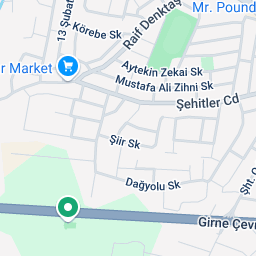 Mr. Pound
Körebe Sk
13 Şubat
Raif Denktaş
Aytekin Zekai Sk
r Market
Mustafa Ali Zihni Sk
Şehitler Cd
Şiir Sk
Dağyolu Sk
Şht.
Girne Çev